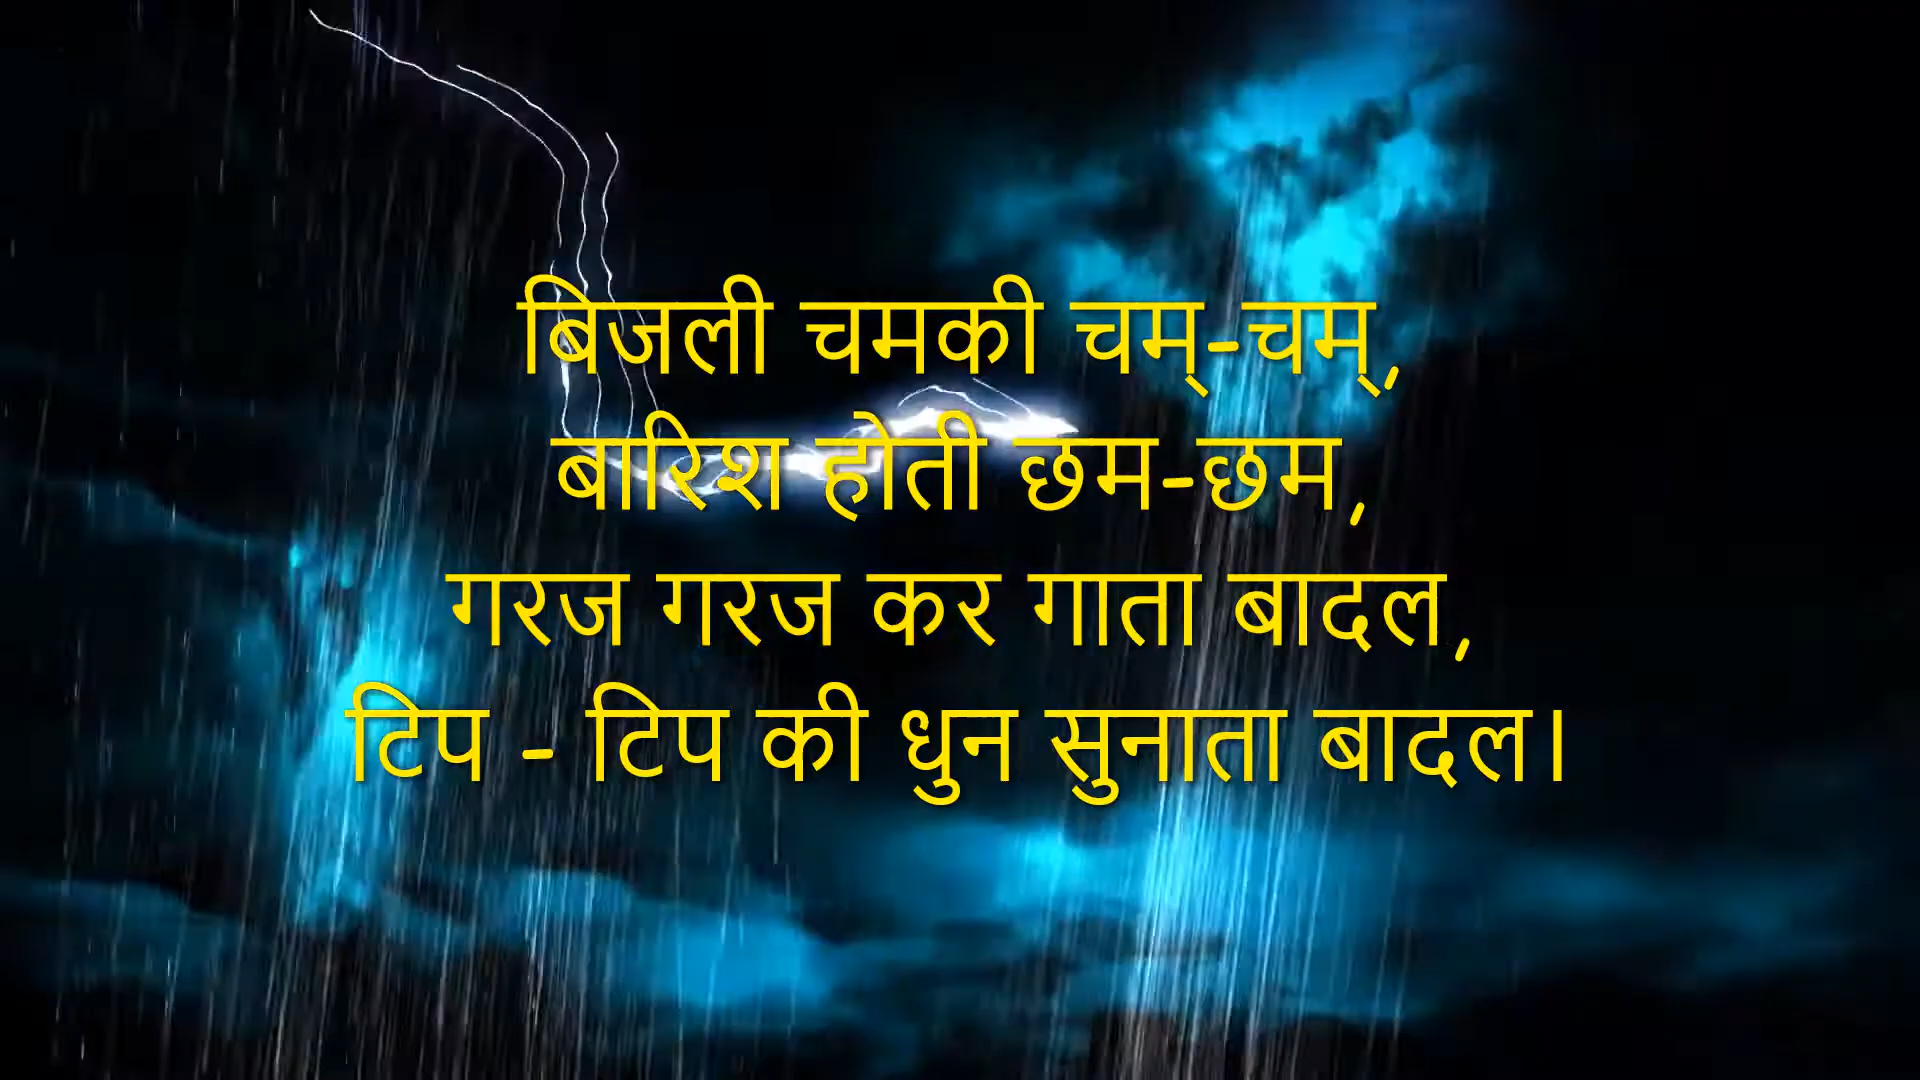 बिजली चमकी चम्-चम्,
बारिश होती छम-छम,
गरज गरज कर गाता बादल,
टिप - टिप की धुन सुनाता बादल।